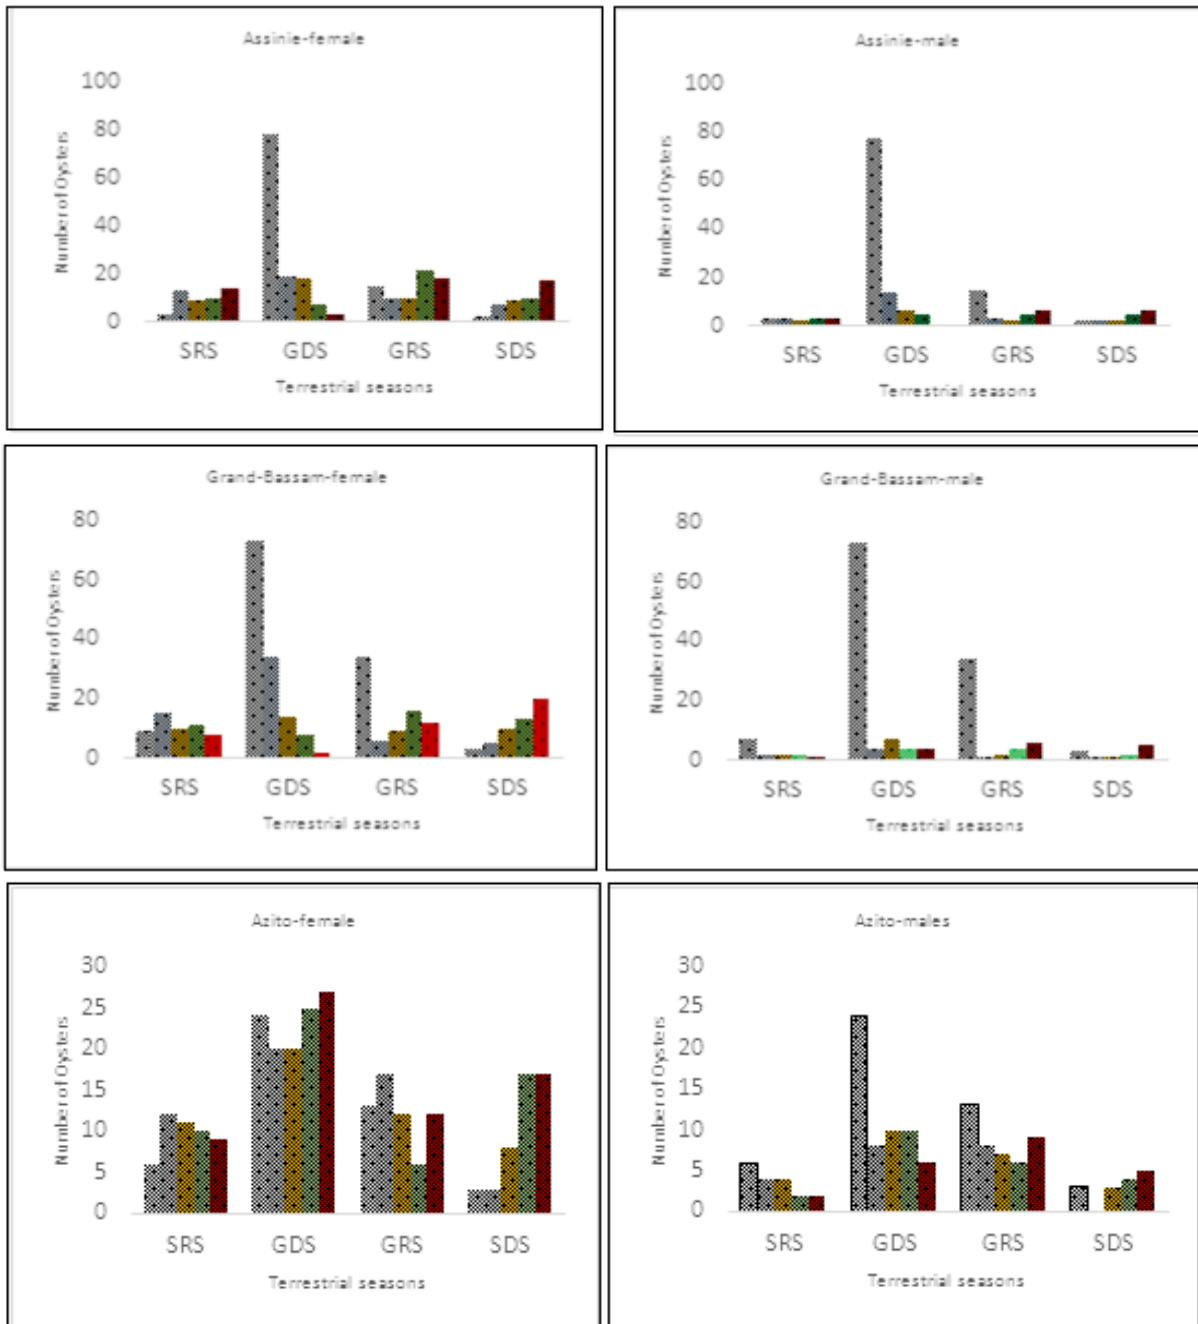 Assinie-female
100
80
60
40
20
0
Number of Oysters
SRS GDS GRS SDS
Terrestrial seasons
Assinie-male
100
80
60
40
20
0
Number of Oysters
SRS GDS GRS SDS
Terrestrial seasons
Grand-Bassam-female
80
60
40
20
0
Number of Oysters
SRS GDS GRS SDS
Terrestrial seasons
Grand-Bassam-male
80
60
40
20
0
Number of Oysters
SRS GDS GRS SDS
Terrestrial seasons
Azito-female
30
25
20
15
10
5
0
Number of Oysters
SRS GDS GRS SDS
Terrestrial seasons
Azito-males
30
25
20
15
10
5
0
Number of Oysters
SRS GDS GRS SDS
Terrestrial seasons